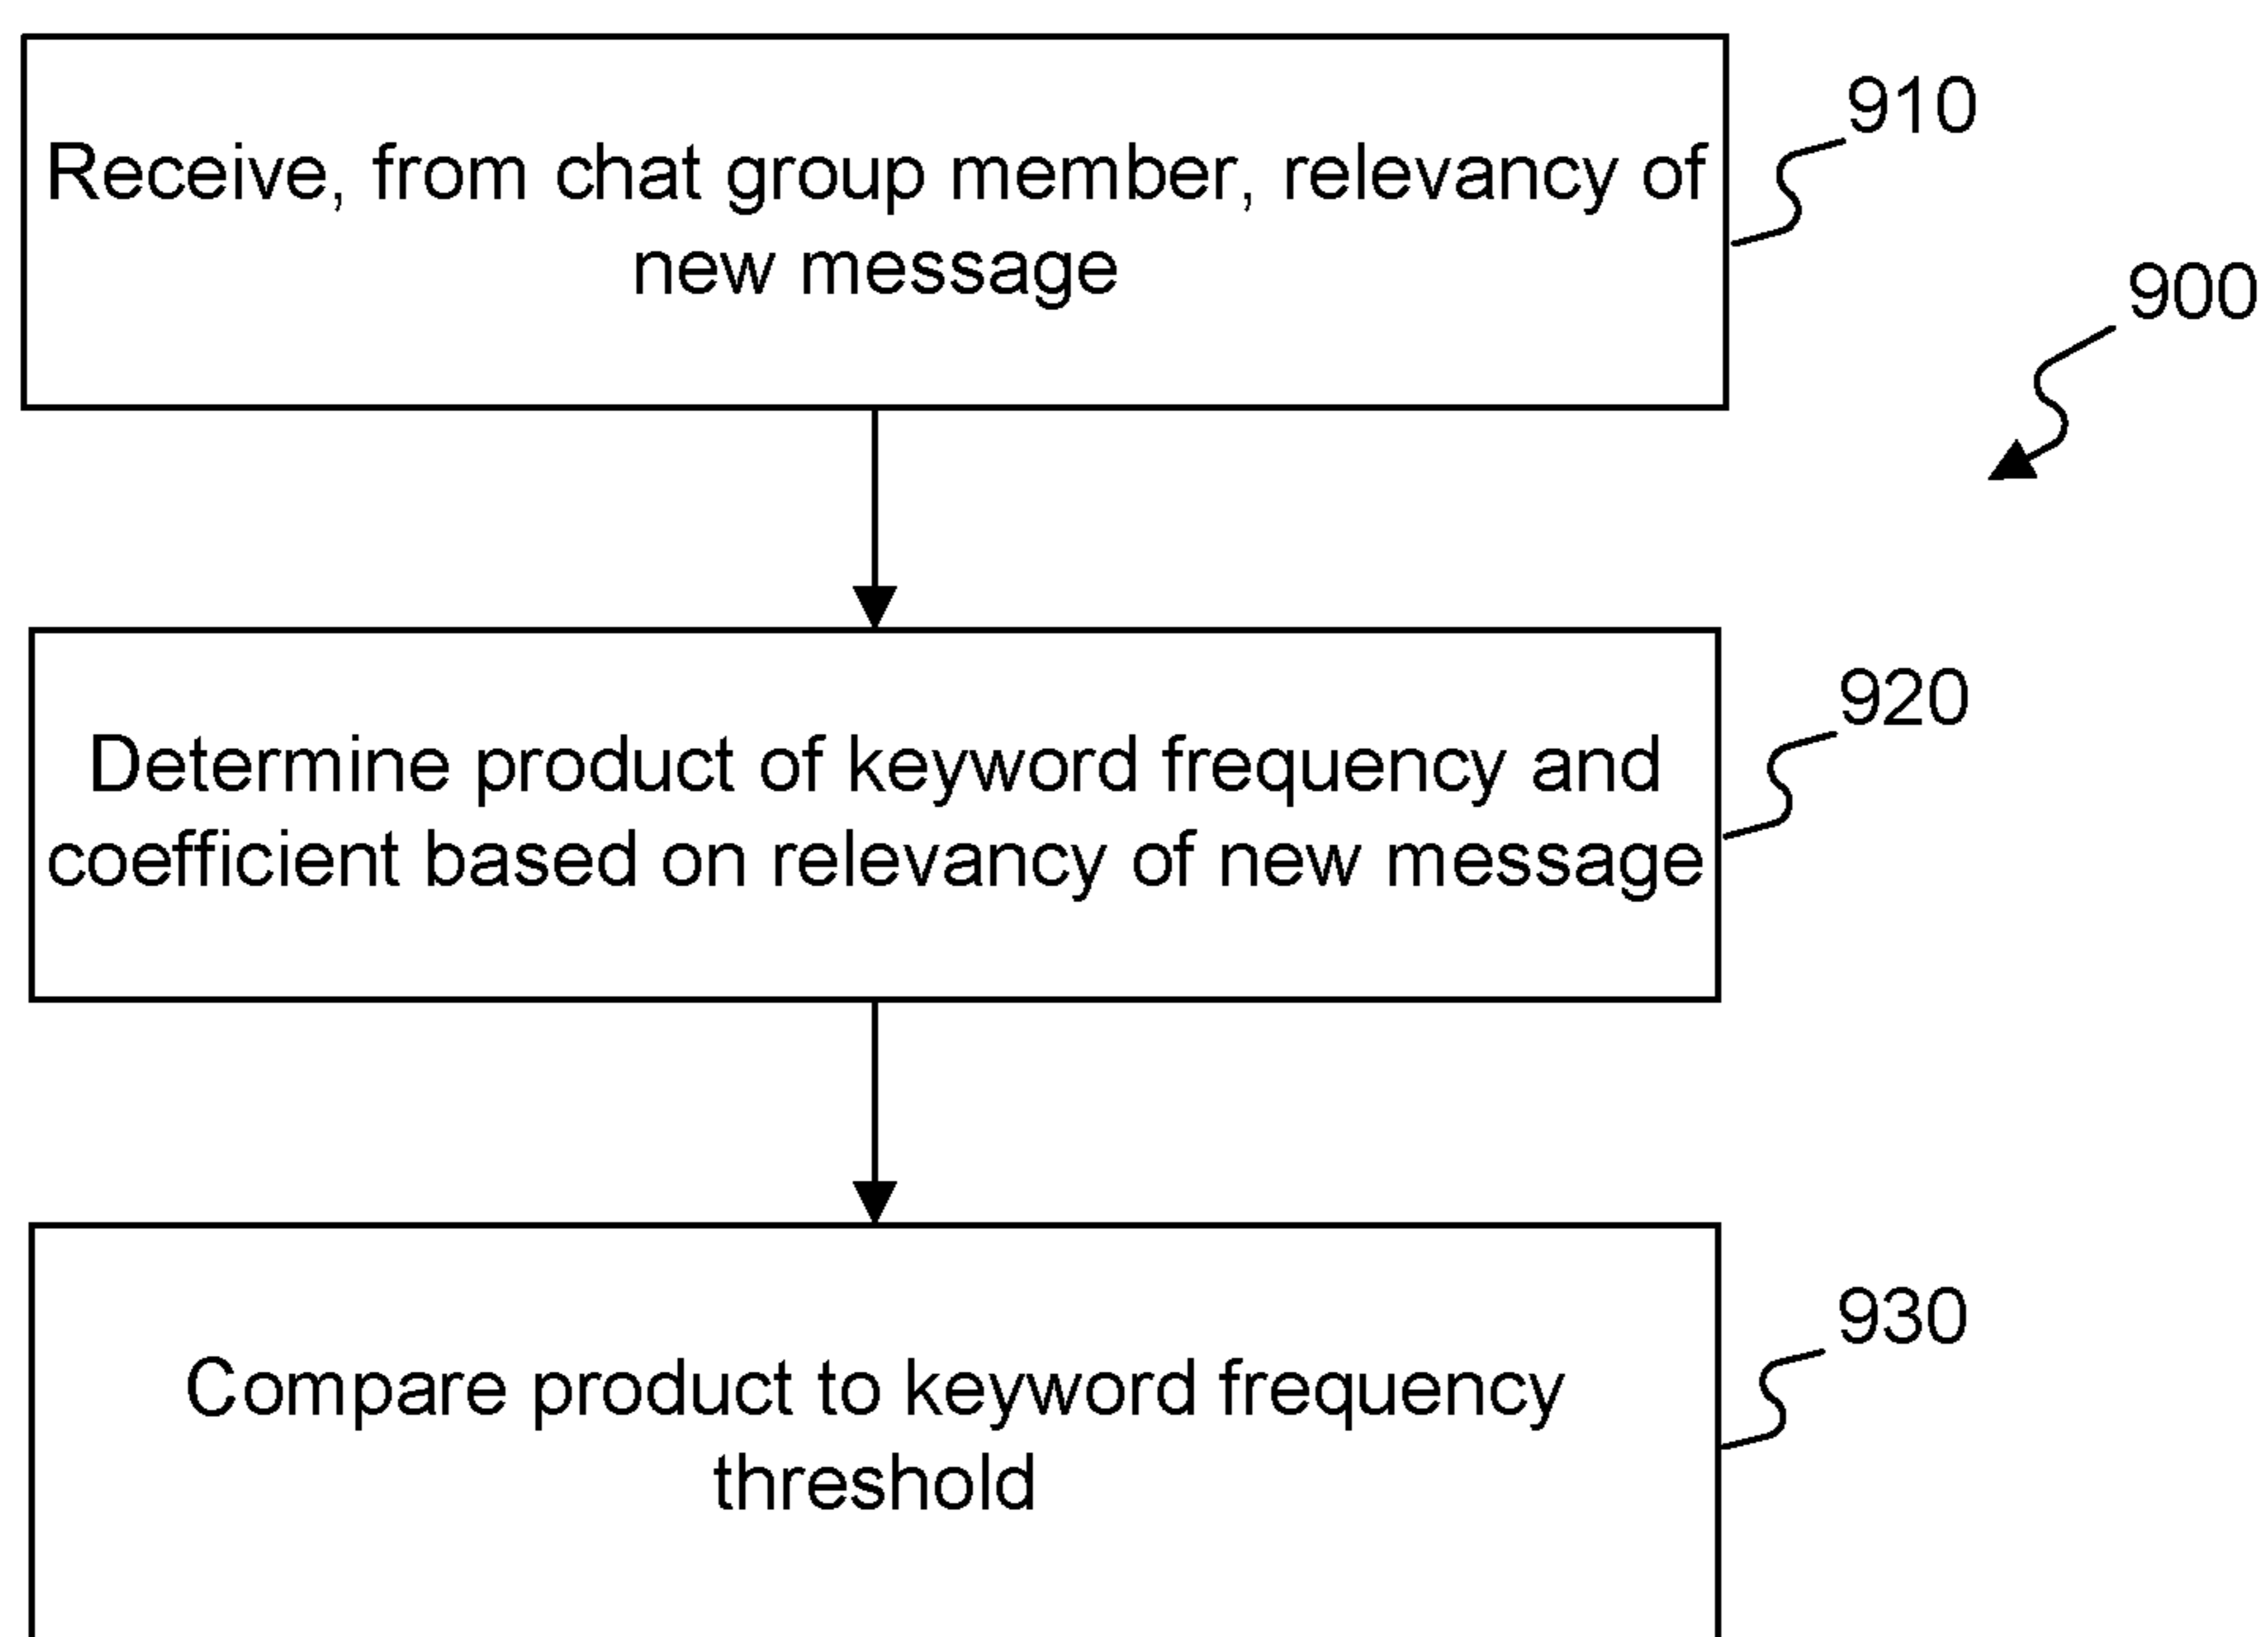 Receive, from chat group member, relevancy of
new message
910
900
Determine product of keyword frequency and
coefficient based on relevancy of new message
920
Compare product to keyword frequency
threshold
930